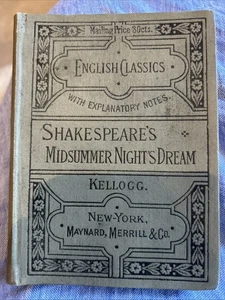 Mailing Price 30cts.
ENGLISH CLASSICS
WITH EXPLANATORY NOTES
SHAKESPEARE'S
MIDSUMMER NIGHT'S DREAM
KELLOGG.
NEW-YORK,
MAYNARD, MERRILL & CO.